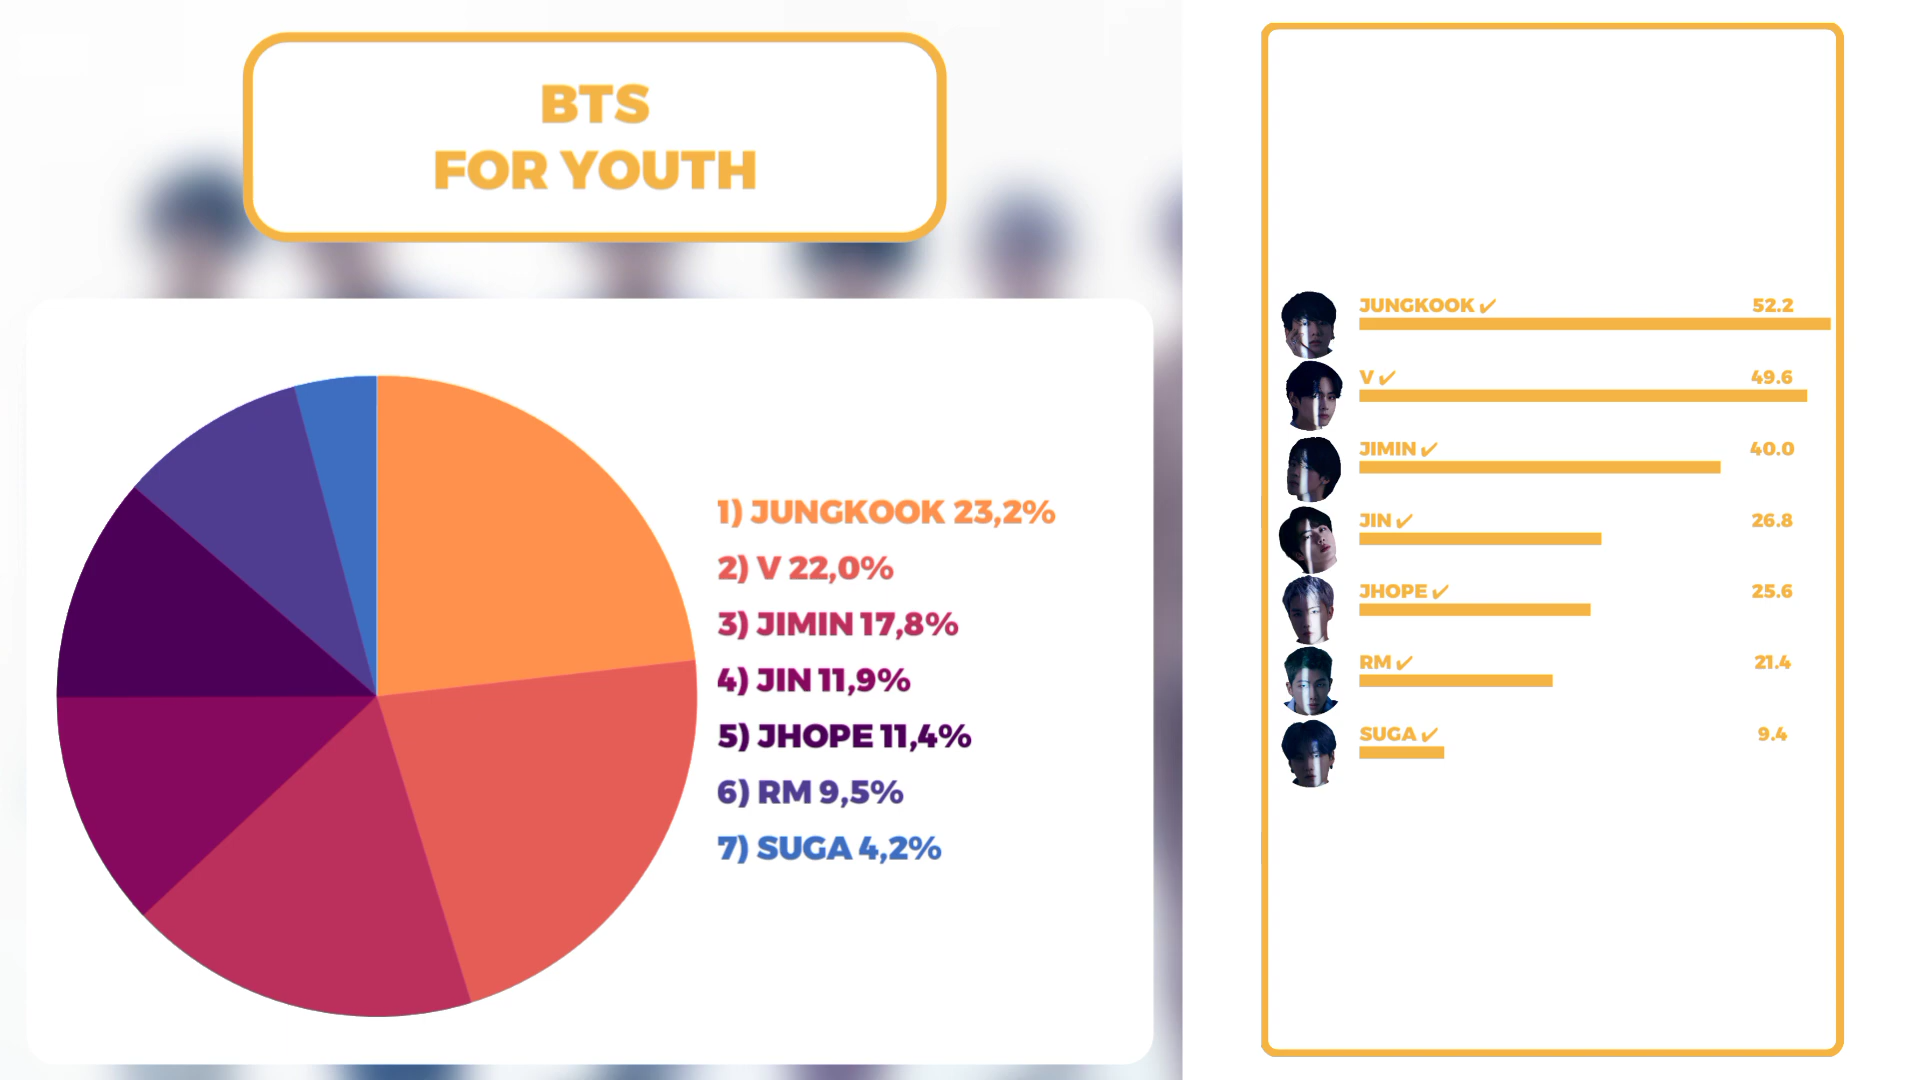 BTS
FOR YOUTH
1) JUNGKOOK 23,2%
2) V 22,0%
3) JIMIN 17,8%
4) JIN 11,9%
5) JHOPE 11,4%
6) RM 9,5%
7) SUGA 4,2%
JUNGKOOK ✓ 52.2
V ✓ 49.6
JIMIN ✓ 40.0
JIN ✓ 26.8
JHOPE ✓ 25.6
RM ✓ 21.4
SUGA ✓ 9.4